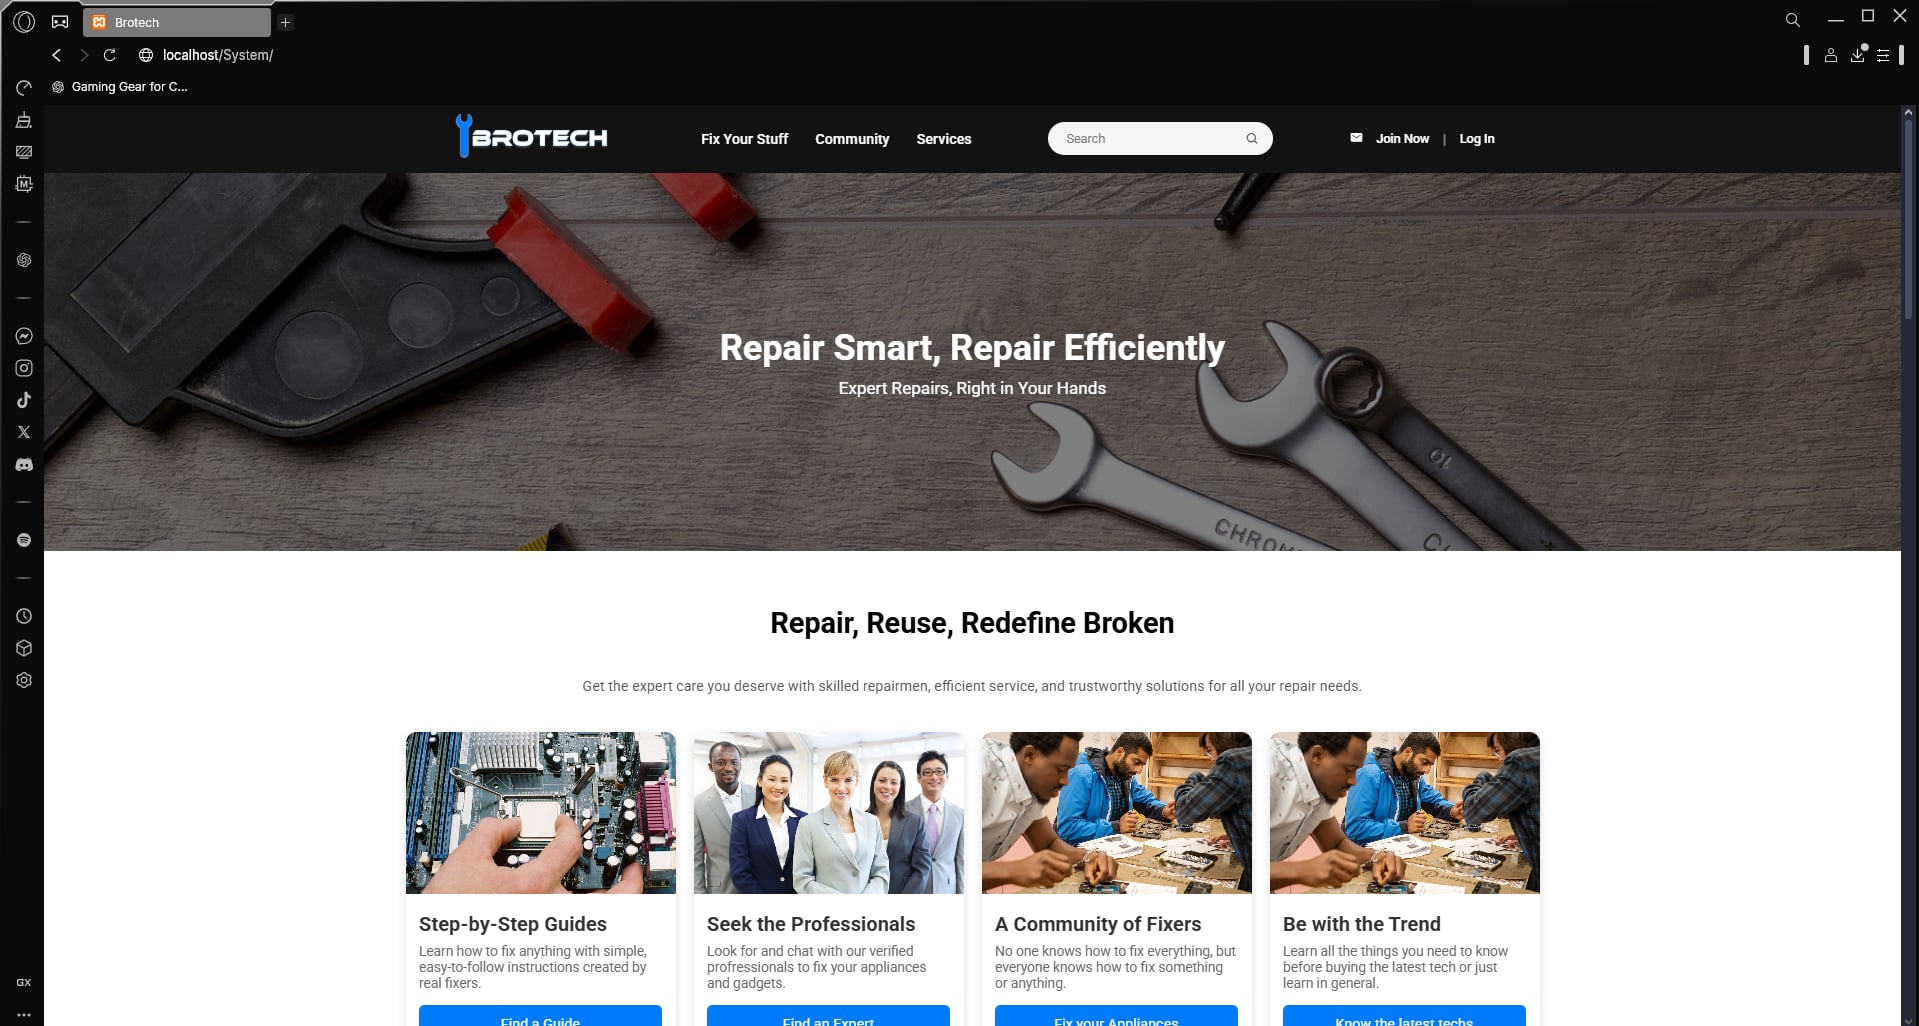 Brotech
localhost/System/
Gaming Gear for C...
BROTECH
Fix Your Stuff
Community
Services
Search
Join Now | Log In
Repair Smart, Repair Efficiently
Expert Repairs, Right in Your Hands
10
CHROM
Repair, Reuse, Redefine Broken
Get the expert care you deserve with skilled repairmen, efficient service, and trustworthy solutions for all your repair needs.
Step-by-Step Guides
Learn how to fix anything with simple,
easy-to-follow instructions created by
real fixers.
Find a Guide
Seek the Professionals
Look for and chat with our verified
profressionals to fix your appliances
and gadgets.
Find an Expert
A Community of Fixers
No one knows how to fix everything, but
everyone knows how to fix something
or anything.
Fix your Appliances
Be with the Trend
Learn all the things you need to know
before buying the latest tech or just
learn in general.
Know the latest techs
GX